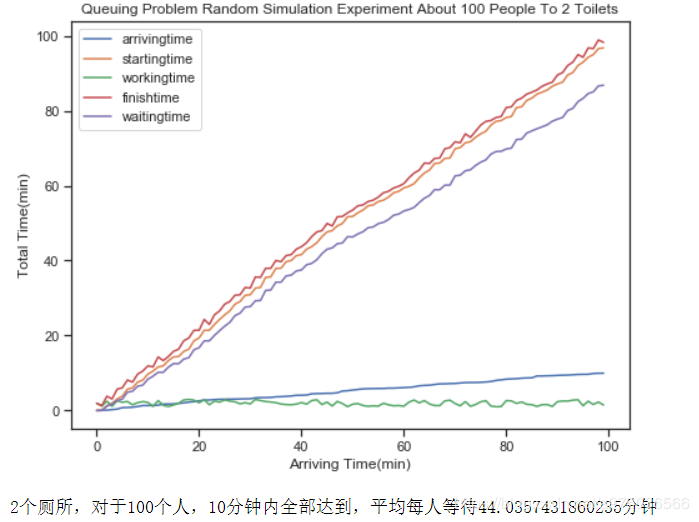 Queuing Problem Random Simulation Experiment About 100 People To 2 Toilets
100
80
60
40
20
0
Total Time(min)
arrivingtime
startingtime
workingtime
finishtime
waitingtime
0 20 40 60 80 100
Arriving Time(min)
2个厕所，对于100个人，10分钟内全部达到，平均每人等待44.0357431860235分钟